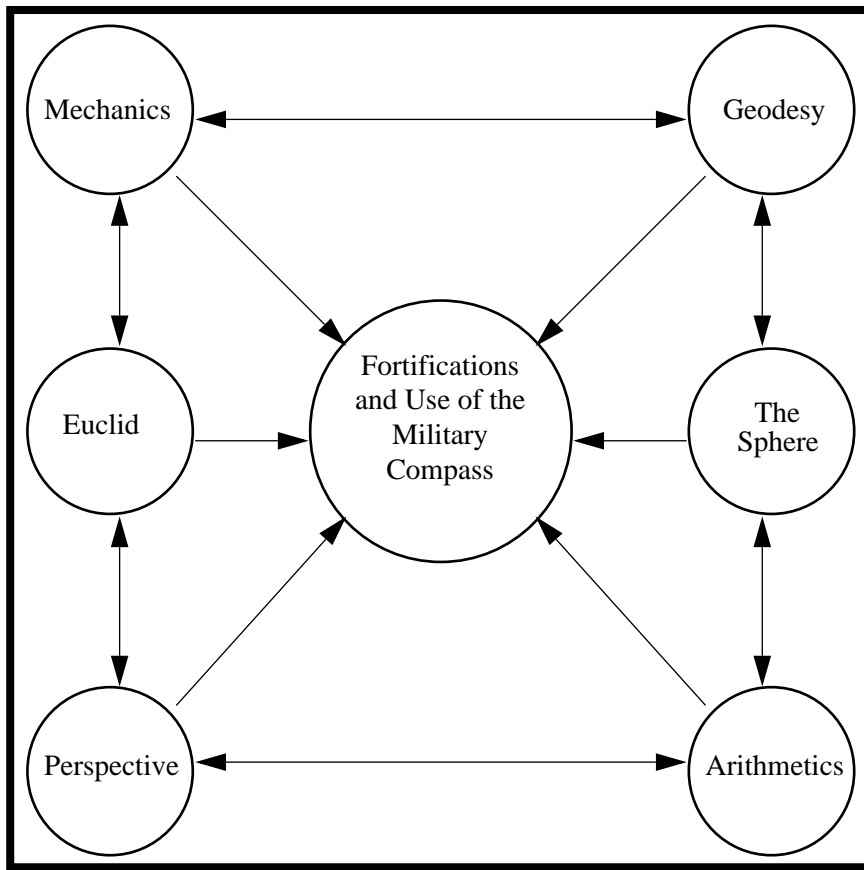 Mechanics
Geodesy
Fortifications
and Use of the
Military
Compass
Euclid
The
Sphere
Perspective
Arithmetics